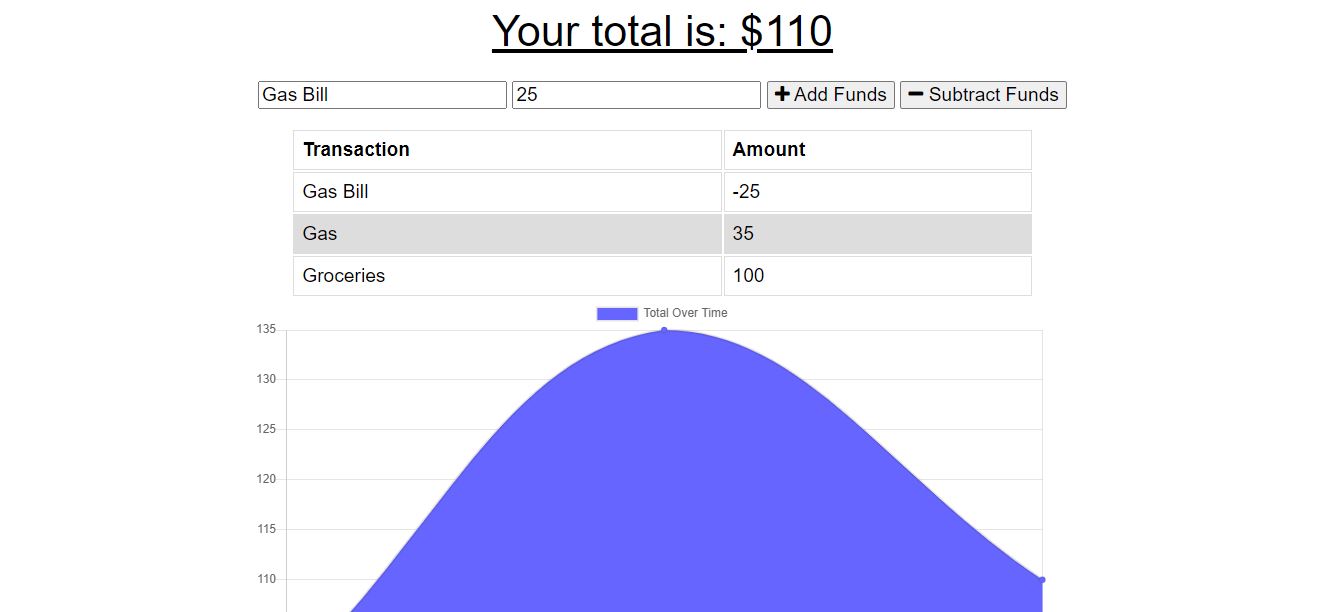 Your total is: $110
Gas Bill 25 Add Funds Subtract Funds
Transaction Amount
Gas Bill -25
Gas 35
Groceries 100
Total Over Time
135
130
125
120
115
110